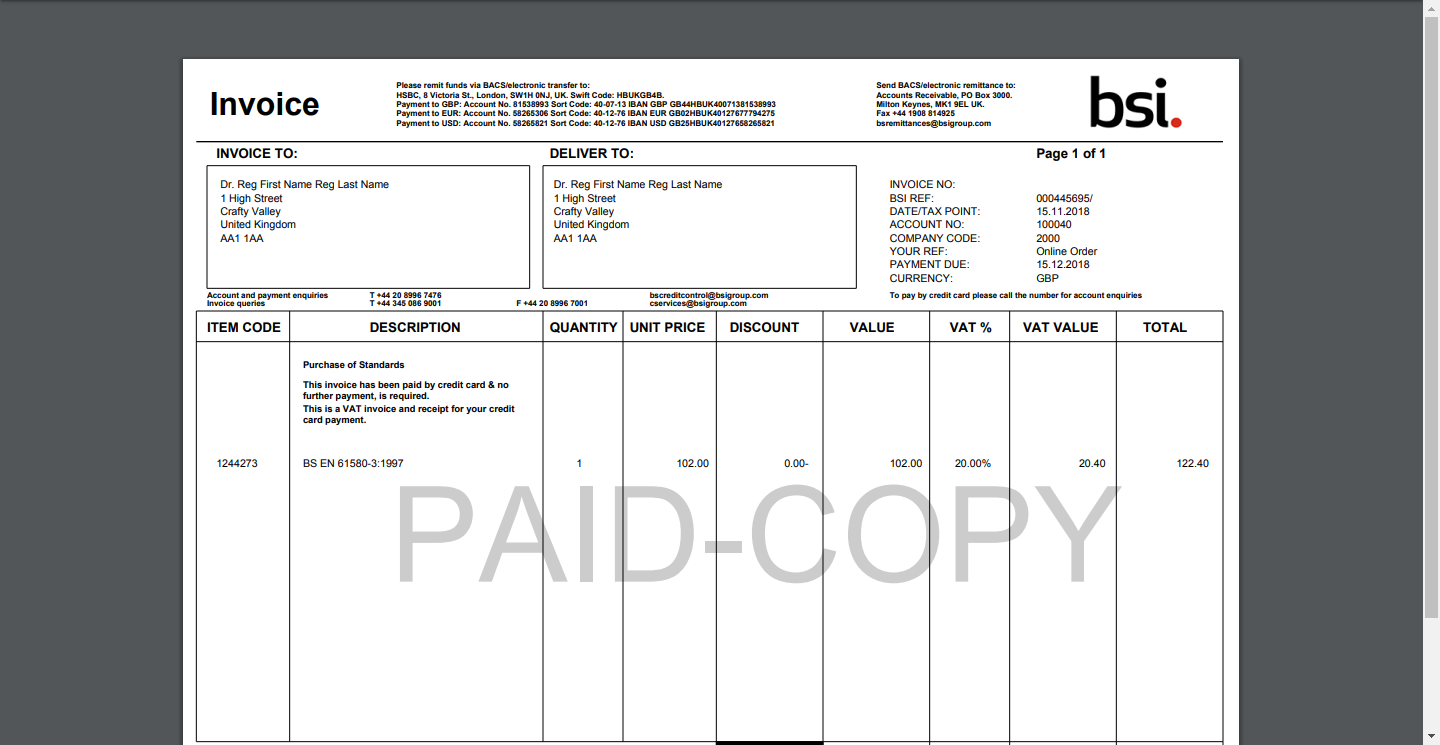 Invoice
Please remit funds via BACS/electronic transfer to:
HSBC, 8 Victoria St., London, SW1H 0NJ, UK. Swift Code: HBUKGB4B.
Payment to GBP: Account No. 81538993 Sort Code: 40-07-13 IBAN GBP GB44HBUK40071381538993
Payment to EUR: Account No. 58265306 Sort Code: 40-12-76 IBAN EUR GB02HBUK40127677794275
Payment to USD: Account No. 58265821 Sort Code: 40-12-76 IBAN USD GB25HBUK40127658265821
Send BACS/electronic remittance to:
Accounts Receivable, PO Box 3000.
Milton Keynes, MK1 9EL UK.
Fax +44 1908 814925
bsremittances@bsigroup.com
bsi.
INVOICE TO:
Dr. Reg First Name Reg Last Name
1 High Street
Crafty Valley
United Kingdom
AA1 1AA
DELIVER TO:
Dr. Reg First Name Reg Last Name
1 High Street
Crafty Valley
United Kingdom
AA1 1AA
Page 1 of 1
INVOICE NO:
BSI REF: 000445695/
DATE/TAX POINT: 15.11.2018
ACCOUNT NO: 100040
COMPANY CODE: 2000
YOUR REF: Online Order
PAYMENT DUE: 15.12.2018
CURRENCY: GBP
Account and payment enquiries T +44 20 8996 7476 bscreditcontrol@bsigroup.com
Invoice queries T +44 345 086 9001 F +44 20 8996 7001 cservices@bsigroup.com
To pay by credit card please call the number for account enquiries
ITEM CODE DESCRIPTION QUANTITY UNIT PRICE DISCOUNT VALUE VAT % VAT VALUE TOTAL
Purchase of Standards
This invoice has been paid by credit card & no
further payment, is required.
This is a VAT invoice and receipt for your credit
card payment.
1244273 BS EN 61580-3:1997 1 102.00 0.00- 102.00 20.00% 20.40 122.40
PAID-COPY